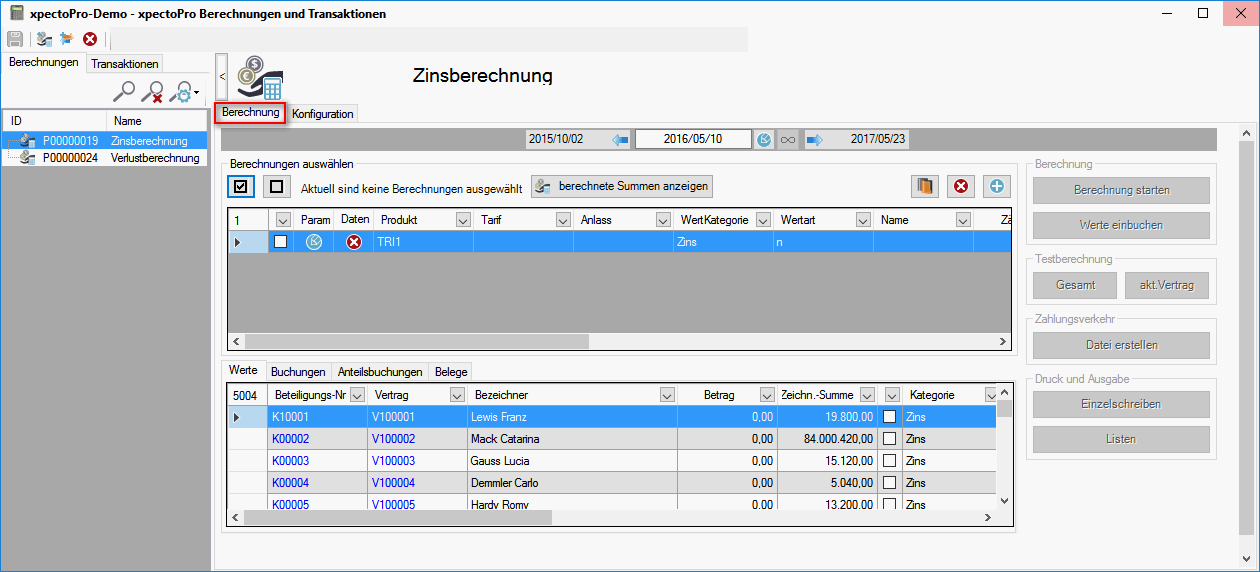 xpectoPro-Demo - xpectoPro Berechnungen und Transaktionen
Berechnungen Transaktionen
ID Name
P00000019 Zinsberechnung
P00000024 Verlustberechnung
<
Zinsberechnung
Berechnung Konfiguration
2015/10/02 2016/05/10 2017/05/23
Berechnungen auswählen
Aktuell sind keine Berechnungen ausgewählt berechnete Summen anzeigen
1 Param Daten Produkt Tarif Anlass WertKategorie Wertart Name Zä
TRI1 Zins n
Werte Buchungen Anteilsbuchungen Belege
5004 Beteiligungs-Nr Vertrag Bezeichner Betrag Zeichn.-Summe Kategorie
K10001 V100001 Lewis Franz 0,00 19.800,00 Zins
K00002 V100002 Mack Catarina 0,00 84.000.420,00 Zins
K00003 V100003 Gauss Lucia 0,00 15.120,00 Zins
K00004 V100004 Demmler Carlo 0,00 5.040,00 Zins
K00005 V100005 Hardy Romy 0,00 13.200,00 Zins
Berechnung
Berechnung starten
Werte einbuchen
Testberechnung
Gesamt akt.Vertrag
Zahlungsverkehr
Datei erstellen
Druck und Ausgabe
Einzelschreiben
Listen